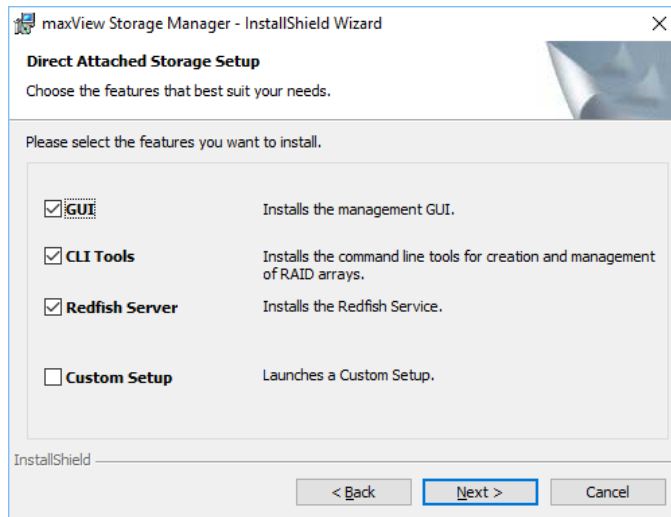 maxView Storage Manager - InstallShield Wizard
Direct Attached Storage Setup
Choose the features that best suit your needs.
Please select the features you want to install.
GUI
Installs the management GUI.
CLI Tools
Installs the command line tools for creation and management
of RAID arrays.
Redfish Server
Installs the Redfish Service.
Custom Setup
Launches a Custom Setup.
InstallShield
< Back
Next >
Cancel